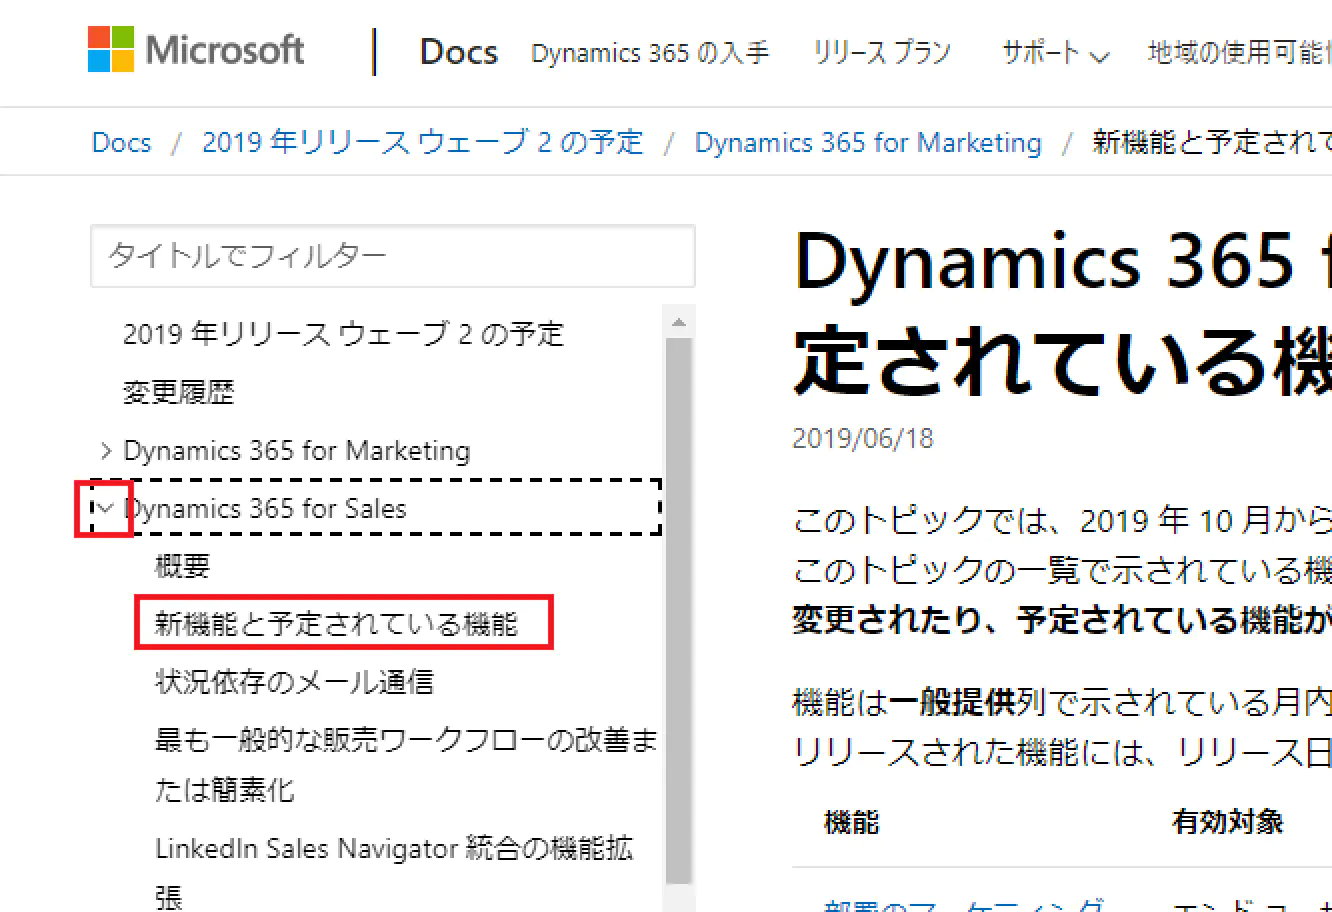 Microsoft
Docs
Dynamics 365 の入手
リリース プラン
サポート
地域の使用可能
Docs / 2019 年リリース ウェーブ 2 の予定 / Dynamics 365 for Marketing / 新機能と予定されて
タイトルでフィルター
2019 年リリース ウェーブ 2 の予定
変更履歴
Dynamics 365 for Marketing
Dynamics 365 for Sales
概要
新機能と予定されている機能
状況依存のメール通信
最も一般的な販売ワークフローの改善ま
たは簡素化
LinkedIn Sales Navigator 統合の機能拡
張
Dynamics 365 f
定されている機
2019/06/18
このトピックでは、2019 年 10 月から
このトピックの一覧で示されている機
変更されたり、予定されている機能が
機能は一般提供列で示されている月内
リリースされた機能には、リリース日
機能
有効対象